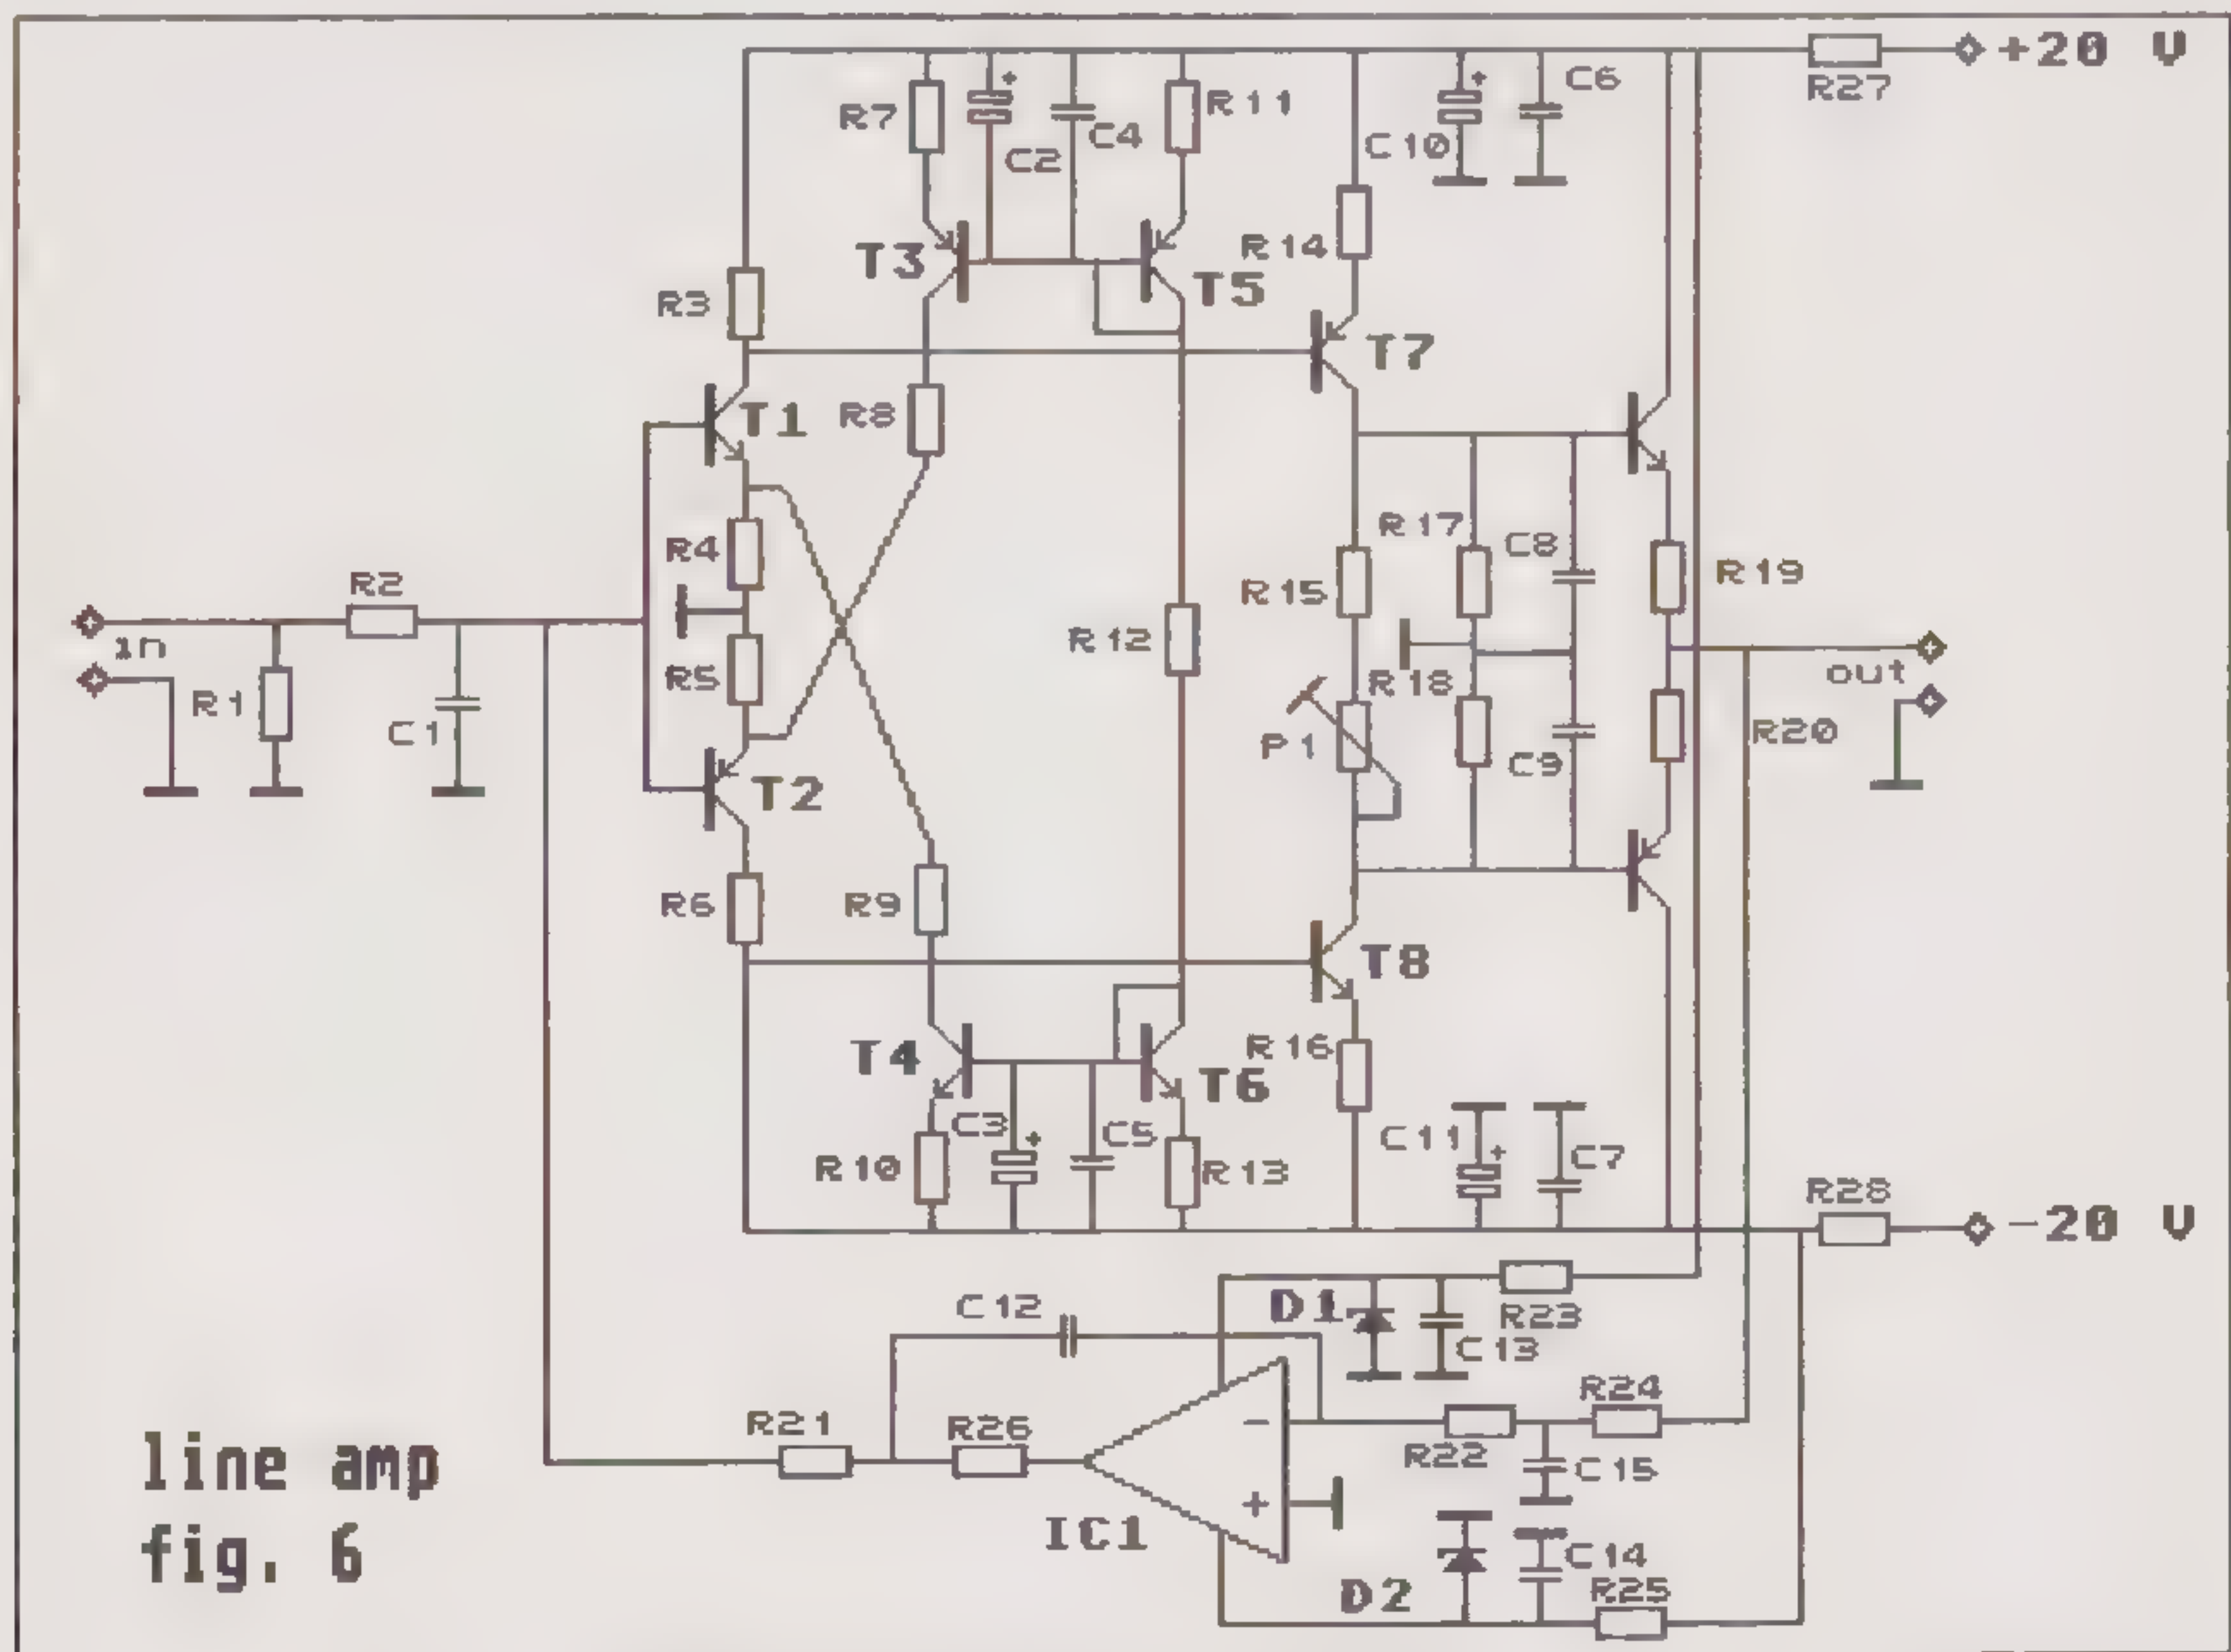 +20 V
R27
C6
R7
C4
R11
C2
C10
T3
R14
T5
R3
T7
T1
R8
R17
C8
R4
R19
R15
R2
R12
in
R5
R18
out
R1
C1
P1
R20
C9
T2
R6
R9
T8
R16
T4
T6
C3
C5
C11
C7
R10
R13
R28
-20 V
C12
D1
R23
C13
R24
R21
R26
-
R22
C15
line amp
+
IC1
fig. 6
C14
D2
R25